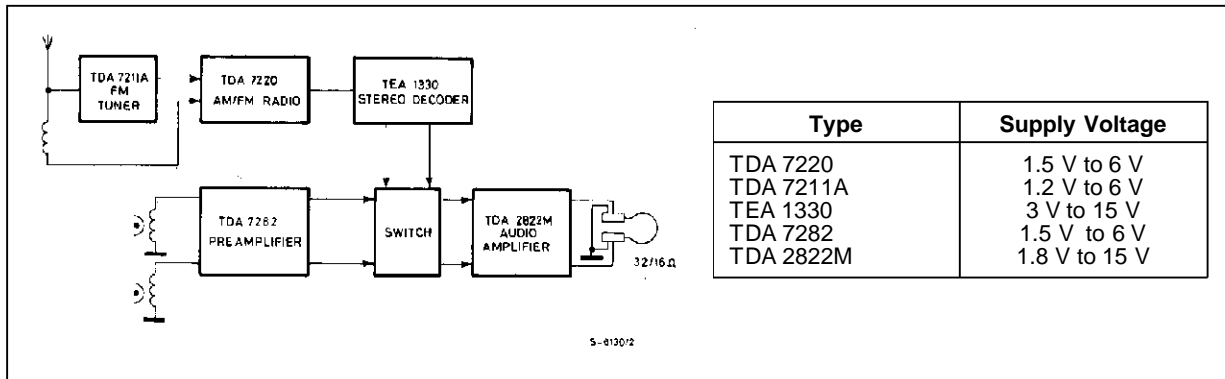 TDA 7211A
FM
TUNER
TDA 7220
AM/FM RADIO
TEA 1330
STEREO DECODER
TDA 7282
PREAMPLIFIER
SWITCH
TDA 2822M
AUDIO
AMPLIFIER
32/16Ω
S-6130/2
Type Supply Voltage
TDA 7220 1.5 V to 6 V
TDA 7211A 1.2 V to 6 V
TEA 1330 3 V to 15 V
TDA 7282 1.5 V to 6 V
TDA 2822M 1.8 V to 15 V